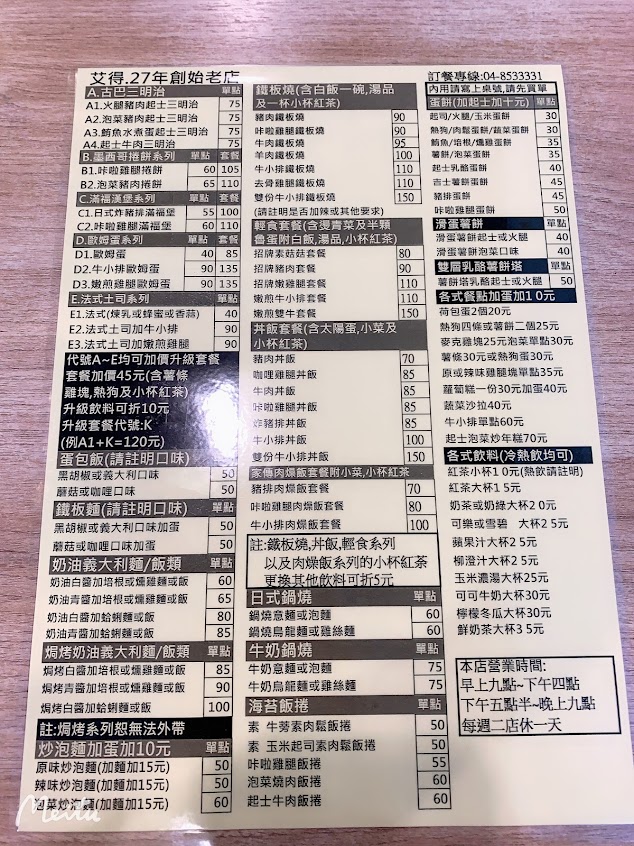 艾得.27年創始老店
A.古巴三明治 單點
A1.火腿豬肉起士三明治 75
A2.泡菜豬肉起士三明治 75
A3.鮪魚水煮蛋起士三明治 75
A4.起士牛肉三明治 75
B.墨西哥捲餅系列 單點 套餐
B1.咔啦雞腿捲餅 60 105
B2.泡菜豬肉捲餅 65 110
C.滿福漢堡系列 單點 套餐
C1.日式炸豬排滿福堡 55 100
C2.咔啦雞腿滿福堡 60 110
D.歐姆蛋系列 單點 套餐
D1.歐姆蛋 40 85
D2.牛小排歐姆蛋 90 135
D3.嫩煎雞腿歐姆蛋 90 135
E.法式土司系列 單點
E1.法式(煉乳或蜂蜜或香蒜) 40
E2.法式土司加牛小排 90
E3.法式土司加嫩煎雞腿 90
代號A~E均可加價升級套餐
套餐加價45元(含薯條
雞塊,熱狗及小杯紅茶)
升級飲料可折10元
升級套餐代號:K
(例A1+K=120元)
蛋包飯(請註明口味)
黑胡椒或義大利口味 50
蘑菇或咖哩口味 50
鐵板麵(請註明口味) 單點
黑胡椒或義大利口味加蛋 50
蘑菇或咖哩口味加蛋 50
奶油義大利麵/飯類 單點
奶油白醬加培根或燻雞麵或飯 60
奶油青醬加培根或燻雞麵或飯 65
奶油白醬加蛤蜊麵或飯 80
奶油青醬加蛤蜊麵或飯 85
焗烤奶油義大利麵/飯類 單點
焗烤白醬加培根或燻雞麵或飯 85
焗烤青醬加培根或燻雞麵或飯 90
焗烤白醬加蛤蜊麵或飯 100
註:焗烤系列恕無法外帶
炒泡麵加蛋加10元 單點
原味炒泡麵(加麵加15元) 50
辣味炒泡麵(加麵加15元) 50
泡菜炒泡麵(加麵加15元) 60
鐵板燒(含白飯一碗,湯品
及一杯小杯紅茶)
豬肉鐵板燒 90
咔啦雞腿鐵板燒 90
牛肉鐵板燒 95
羊肉鐵板燒 100
牛小排鐵板燒 110
去骨雞腿鐵板燒 110
雙份牛小排鐵板燒 150
(請註明是否加辣或其他要求)
輕食套餐(含燙青菜及半顆
魯蛋附白飯,湯品,小杯紅茶)
招牌素菇菇套餐 80
招牌豬肉套餐 90
招牌嫩雞腿套餐 110
嫩煎牛小排套餐 110
嫩煎雙牛套餐 150
丼飯套餐(含太陽蛋,小菜及
小杯紅茶)
豬肉丼飯 70
咖哩雞腿丼飯 85
牛肉丼飯 85
咔啦雞腿丼飯 85
炸豬排丼飯 85
牛小排丼飯 100
雙份牛小排丼飯 150
家傳肉燥飯套餐附小菜,小杯紅茶
豬排肉燥飯套餐 70
咔啦雞腿肉燥飯套餐 80
牛小排肉燥飯套餐 100
註:鐵板燒,丼飯,輕食系列
以及肉燥飯系列的小杯紅茶
更換其他飲料可折5元
日式鍋燒 單點
鍋燒意麵或泡麵 60
鍋燒烏龍麵或雞絲麵 60
牛奶鍋燒 單點
牛奶意麵或泡麵 75
牛奶烏龍麵或雞絲麵 75
海苔飯捲 單點
素 牛蒡素肉鬆飯捲 50
素 玉米起司素肉鬆飯捲 50
咔啦雞腿飯捲 55
泡菜燒肉飯捲 60
起士牛肉飯捲 60
訂餐專線:04-8533331
內用請寫上桌號,請先買單
蛋餅(加起士加十元) 單點
起司/火腿/玉米蛋餅 30
熱狗/肉鬆蛋餅/蔬菜蛋餅 30
鮪魚/培根/燻雞蛋餅 35
薯餅/泡菜蛋餅 35
起士乳酪蛋餅 40
吉士薯餅蛋餅 45
豬排蛋餅 45
咔啦雞腿蛋餅 50
滑蛋薯餅 單點
滑蛋薯餅起士或火腿 40
滑蛋薯餅泡菜口味 40
雙層乳酪薯餅塔 單點
薯餅塔乳酪起士或火腿 50
各式餐點加蛋加10元
荷包蛋2個20元
熱狗四條或薯餅二個25元
麥克雞塊25元泡菜單點30元
薯條30元或熱狗蛋30元
原或辣味雞腿塊單點35元
蘿蔔糕一份30元加蛋40元
蔬菜沙拉40元
牛小排單點60元
起士泡菜炒年糕70元
各式飲料(冷熱飲均可)
紅茶小杯10元(熱飲請註明)
紅茶大杯15元
奶茶或奶綠大杯20元
可樂或雪碧 大杯25元
蘋果汁大杯25元
柳澄汁大杯25元
玉米濃湯大杯25元
可可牛奶大杯30元
檸檬冬瓜大杯30元
鮮奶茶大杯35元
本店營業時間:
早上九點~下午四點
下午五點半~晚上九點
每週二店休一天
Meitu